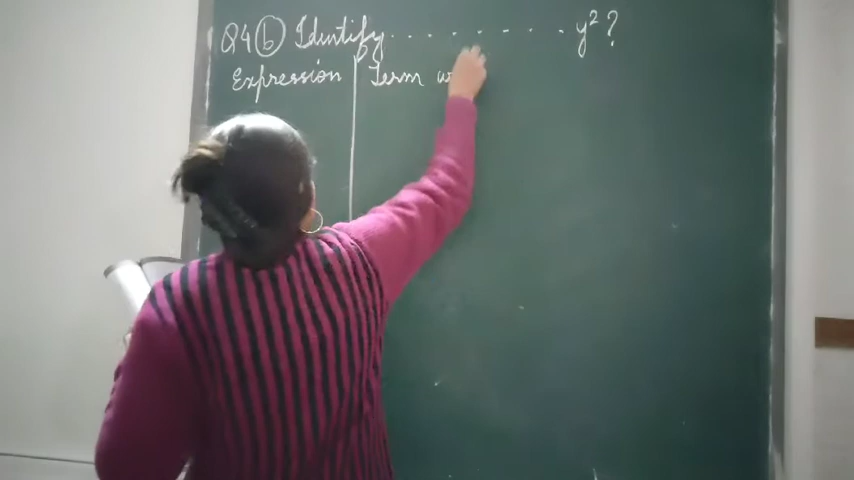 Q4 (b) Identify . . . . . . . . y² ?
Expression | Term w